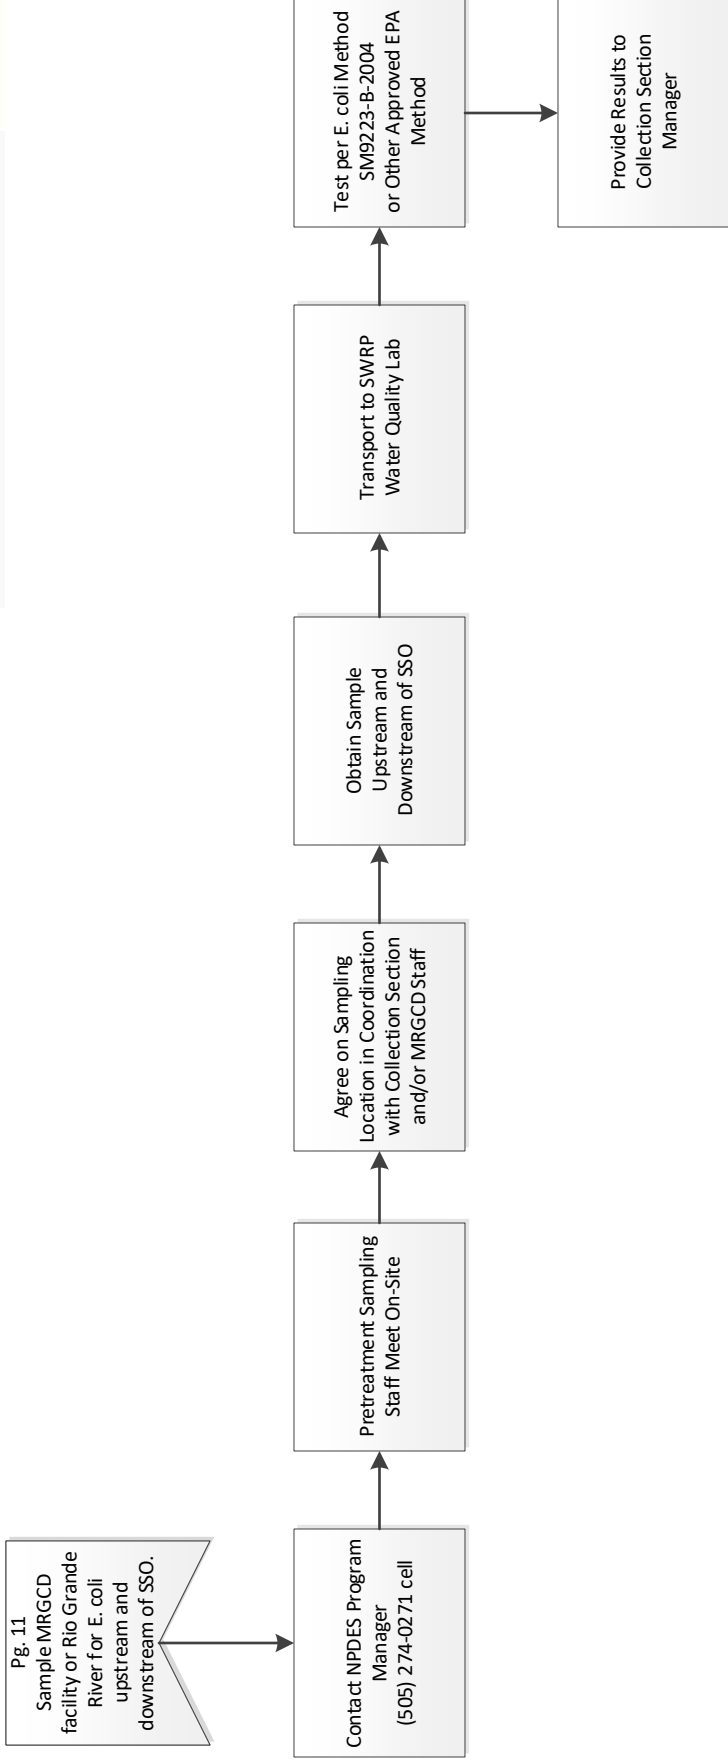 Pg. 11
Sample MRGCD
facility or Rio Grande
River for E. coli
upstream and
downstream of SSO.
Contact NPDES Program
Manager
(505) 274-0271 cell
Pretreatment Sampling
Staff Meet On-Site
Agree on Sampling
Location in Coordination
with Collection Section
and/or MRGCD Staff
Obtain Sample
Upstream and
Downstream of SSO
Transport to SWRP
Water Quality Lab
Test per E. coli Method
SM9223-B-2004
or Other Approved EPA
Method
Provide Results to
Collection Section
Manager